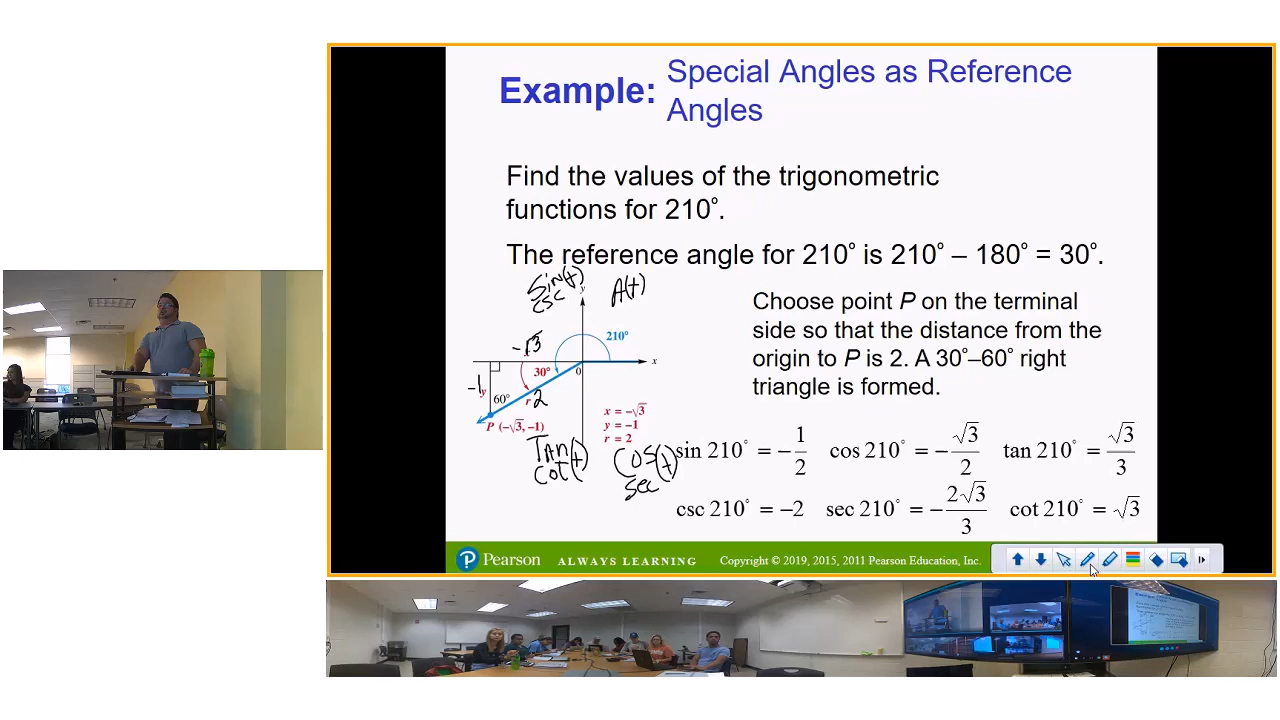 Example:
Special Angles as Reference
Angles
Find the values of the trigonometric
functions for 210°.
The reference angle for 210° is 210° – 180° = 30°.
Sin(+)
csc
A(+)
y
Choose point P on the terminal
side so that the distance from the
origin to P is 2. A 30°–60° right
triangle is formed.
210°
-√3
x
30°
0
-1
y
60°
r
2
P (−√3, −1)
x = −√3
y = −1
r = 2
TAN
cot(+)
COS(+)
sec
sin 210° = −1/2 cos 210° = −√3/2 tan 210° = √3/3
csc 210° = −2 sec 210° = −2√3/3 cot 210° = √3
Pearson
ALWAYS LEARNING
Copyright © 2019, 2015, 2011 Pearson Education, Inc.